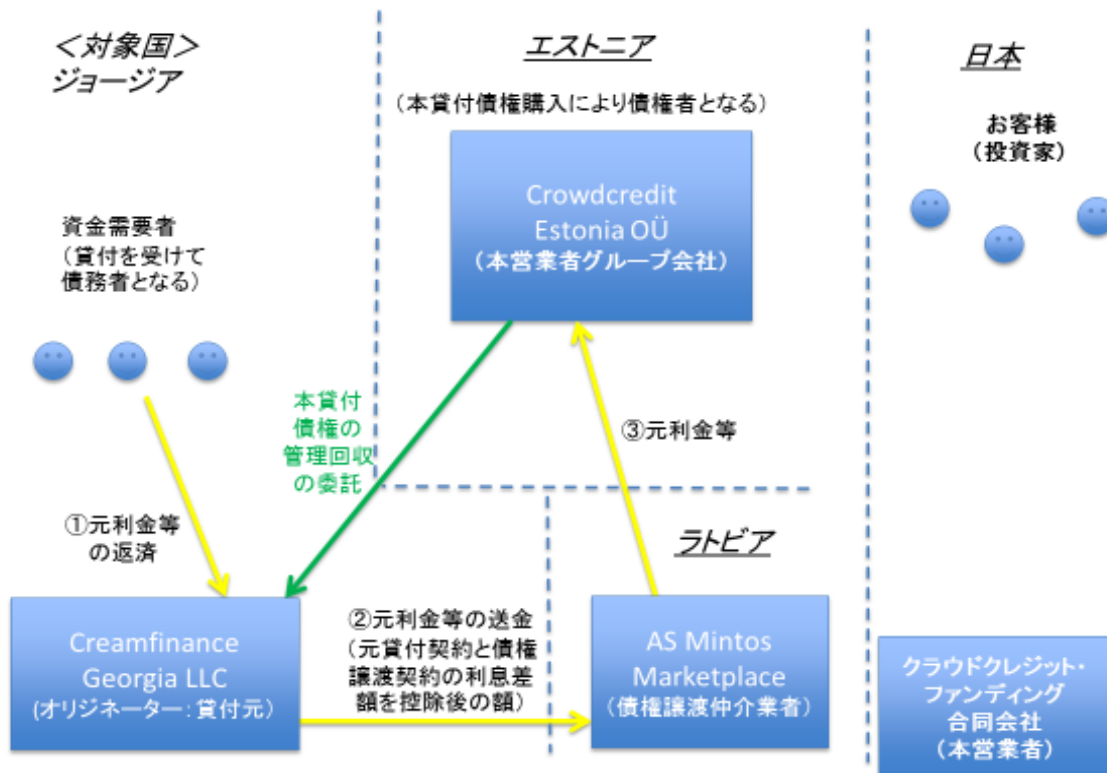 ＜対象国＞
ジョージア
資金需要者
（貸付を受けて
債務者となる）
①元利金等
の返済
Creamfinance
Georgia LLC
(オリジネーター：貸付元)
エストニア
（本貸付債権購入により債権者となる）
Crowdcredit
Estonia OÜ
（本営業者グループ会社）
本貸付
債権の
管理回収
の委託
③元利金等
②元利金等の送金
（元貸付契約と債権
譲渡契約の利息差
額を控除後の額）
ラトビア
AS Mintos
Marketplace
（債権譲渡仲介業者）
日本
お客様
（投資家）
クラウドクレジット・
ファンディング
合同会社
（本営業者）